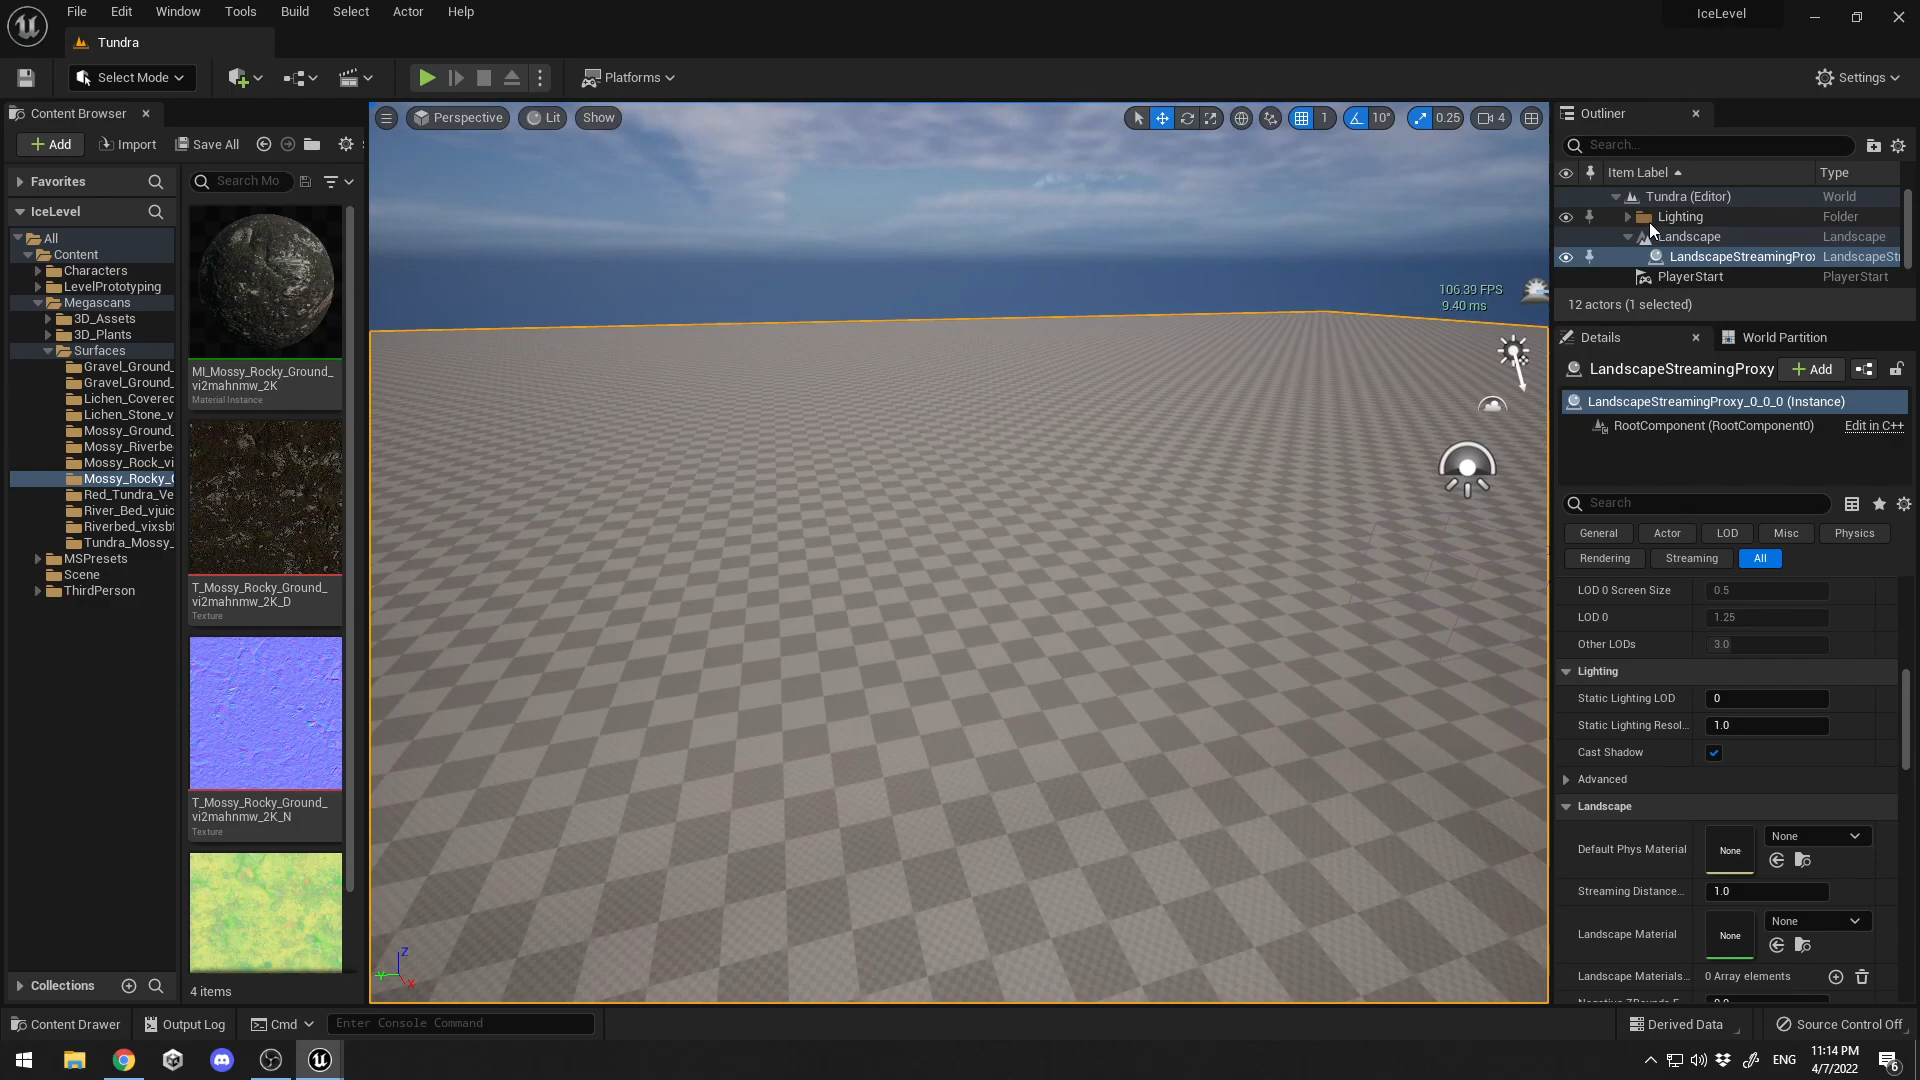 File Edit Window Tools Build Select Actor Help IceLevel
Tundra
Select Mode Platforms Settings
Content Browser
Add Import Save All
Favorites
Search Mo
IceLevel
All
Content
Characters
LevelPrototyping
Megascans
3D_Assets
3D_Plants
Surfaces
Gravel_Ground_
Gravel_Ground_
Lichen_Covered
Lichen_Stone_v
Mossy_Ground_
Mossy_Riverbe
Mossy_Rock_vi
Mossy_Rocky_G
Red_Tundra_Ve
River_Bed_vjuic
Riverbed_vixsbf
Tundra_Mossy_
MSPresets
Scene
ThirdPerson
Collections
MI_Mossy_Rocky_Ground_
vi2mahnmw_2K
Material Instance
T_Mossy_Rocky_Ground_
vi2mahnmw_2K_D
Texture
T_Mossy_Rocky_Ground_
vi2mahnmw_2K_N
Texture
4 items
Perspective Lit Show 1 10° 0.25 4
106.39 FPS
9.40 ms
Z
Y
X
Outliner
Search...
Item Label Type
Tundra (Editor) World
Lighting Folder
Landscape Landscape
LandscapeStreamingProx LandscapeStr
PlayerStart PlayerStart
12 actors (1 selected)
Details World Partition
LandscapeStreamingProxy Add
LandscapeStreamingProxy_0_0_0 (Instance)
RootComponent (RootComponent0) Edit in C++
Search
General Actor LOD Misc Physics
Rendering Streaming All
LOD 0 Screen Size 0.5
LOD 0 1.25
Other LODs 3.0
Lighting
Static Lighting LOD 0
Static Lighting Resol... 1.0
Cast Shadow
Advanced
Landscape
Default Phys Material None None
Streaming Distance... 1.0
Landscape Material None None
Landscape Materials... 0 Array elements
Content Drawer Output Log Cmd Enter Console Command Derived Data Source Control Off
ENG 11:14 PM
4/7/2022 6